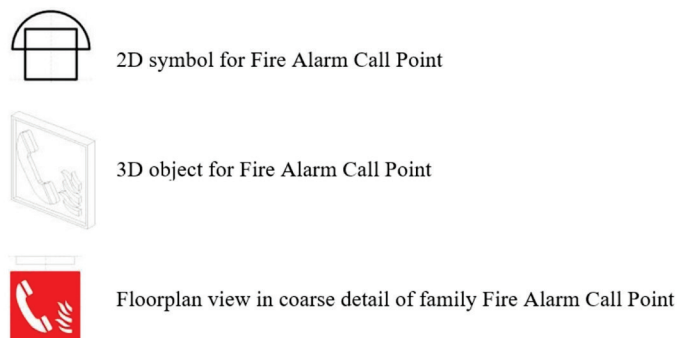 2D symbol for Fire Alarm Call Point
3D object for Fire Alarm Call Point
Floorplan view in coarse detail of family Fire Alarm Call Point